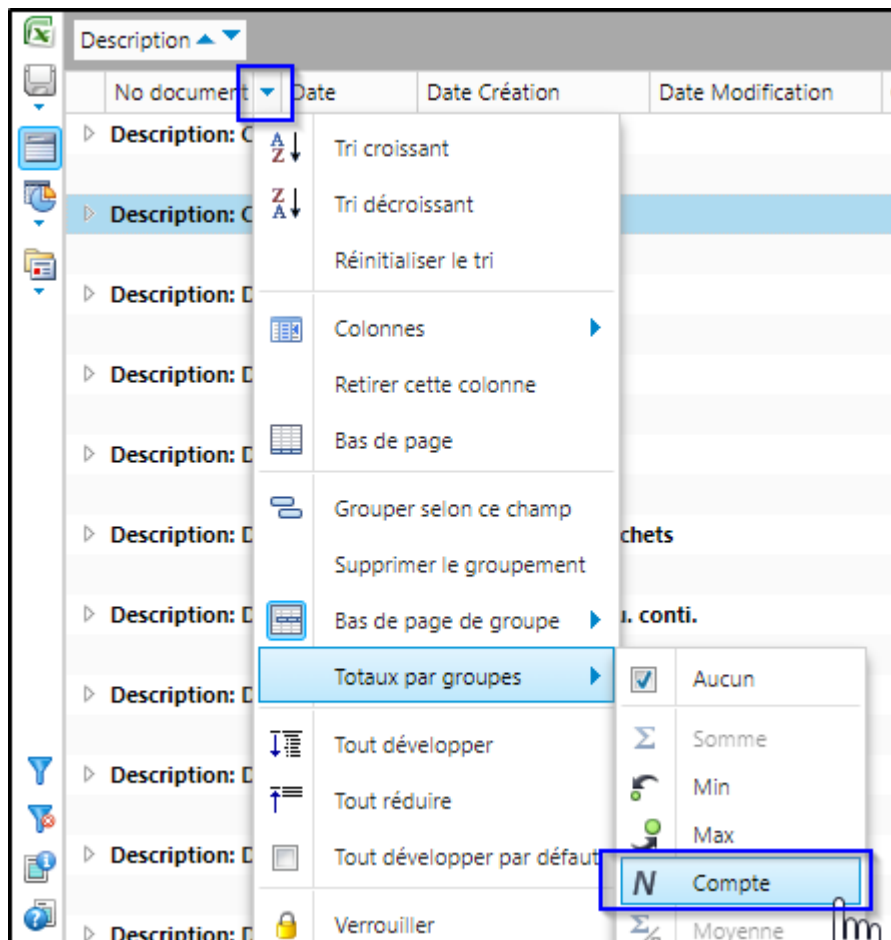 Description
No document Date Date Création Date Modification
Description: C
Tri croissant
Tri décroissant
Description: C
Réinitialiser le tri
Description: D
Colonnes
Description: D
Retirer cette colonne
Bas de page
Description: D
Grouper selon ce champ
Description: D chets
Supprimer le groupement
Description: D Bas de page de groupe u. conti.
Totaux par groupes Aucun
Description: D
Tout développer Somme
Description: D Min
Tout réduire
Max
Description: D Tout développer par défaut
N Compte
Verrouiller Moyenne
Description: D